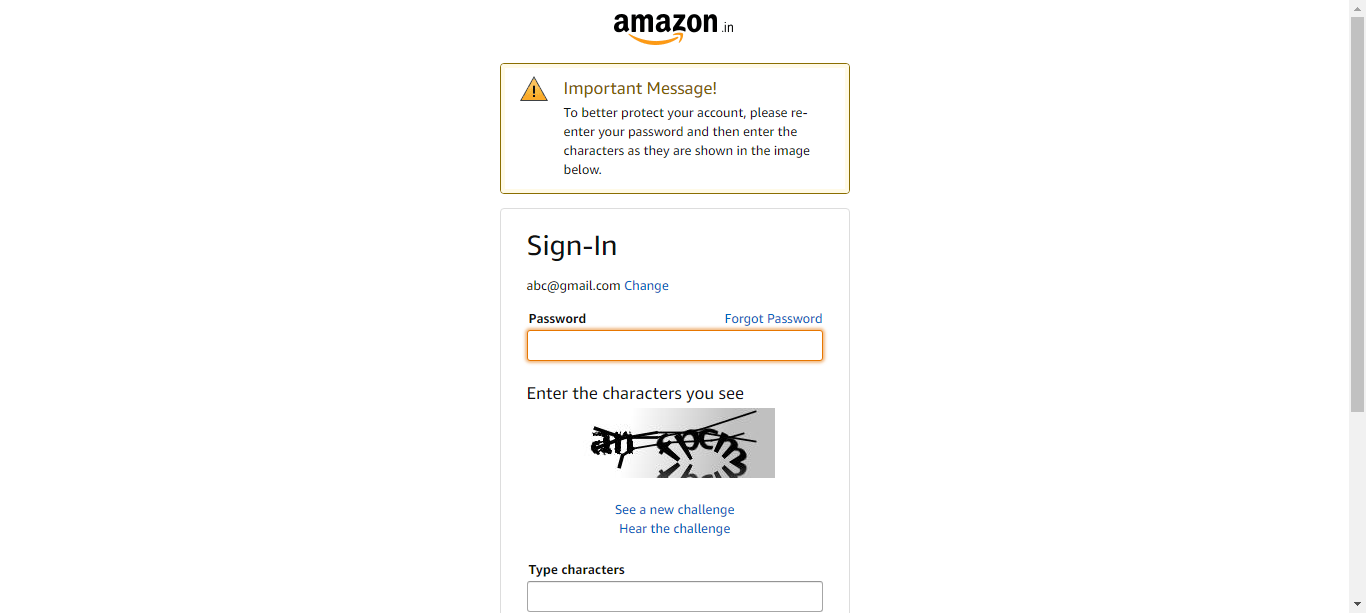 amazon.in
Important Message!
To better protect your account, please re-
enter your password and then enter the
characters as they are shown in the image
below.
Sign-In
abc@gmail.com Change
Password Forgot Password
Enter the characters you see
See a new challenge
Hear the challenge
Type characters